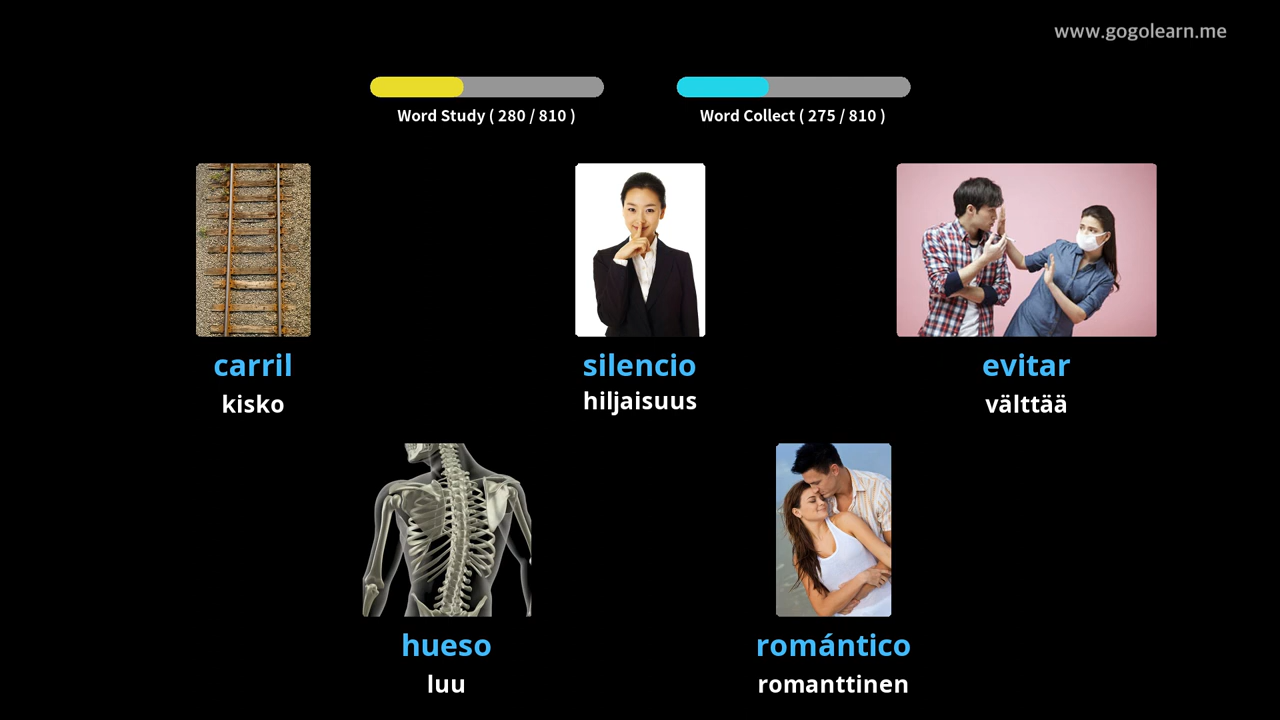 www.gogolearn.me
Word Study ( 280 / 810 )
Word Collect ( 275 / 810 )
carril
kisko
silencio
hiljaisuus
evitar
välttää
hueso
luu
romántico
romanttinen